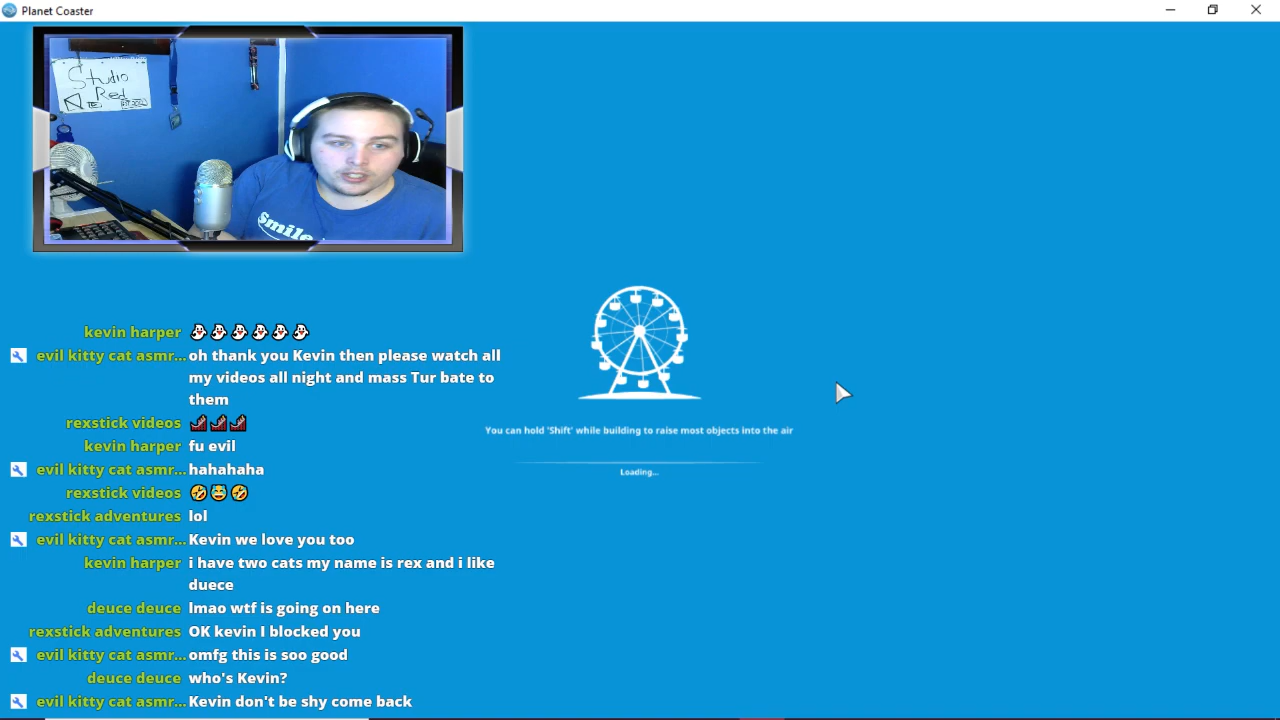 Planet Coaster
Studio
Red
Smile
kevin harper 👻👻👻👻👻👻
evil kitty cat asmr... oh thank you Kevin then please watch all
my videos all night and mass Tur bate to
them
rexstick videos 🎢🎢🎢
kevin harper fu evil
evil kitty cat asmr... hahahaha
rexstick videos 🤣😅🤣
rexstick adventures lol
evil kitty cat asmr... Kevin we love you too
kevin harper i have two cats my name is rex and i like
duece
deuce deuce lmao wtf is going on here
rexstick adventures OK kevin I blocked you
evil kitty cat asmr... omfg this is soo good
deuce deuce who's Kevin?
evil kitty cat asmr... Kevin don't be shy come back
You can hold 'Shift' while building to raise most objects into the air
Loading...